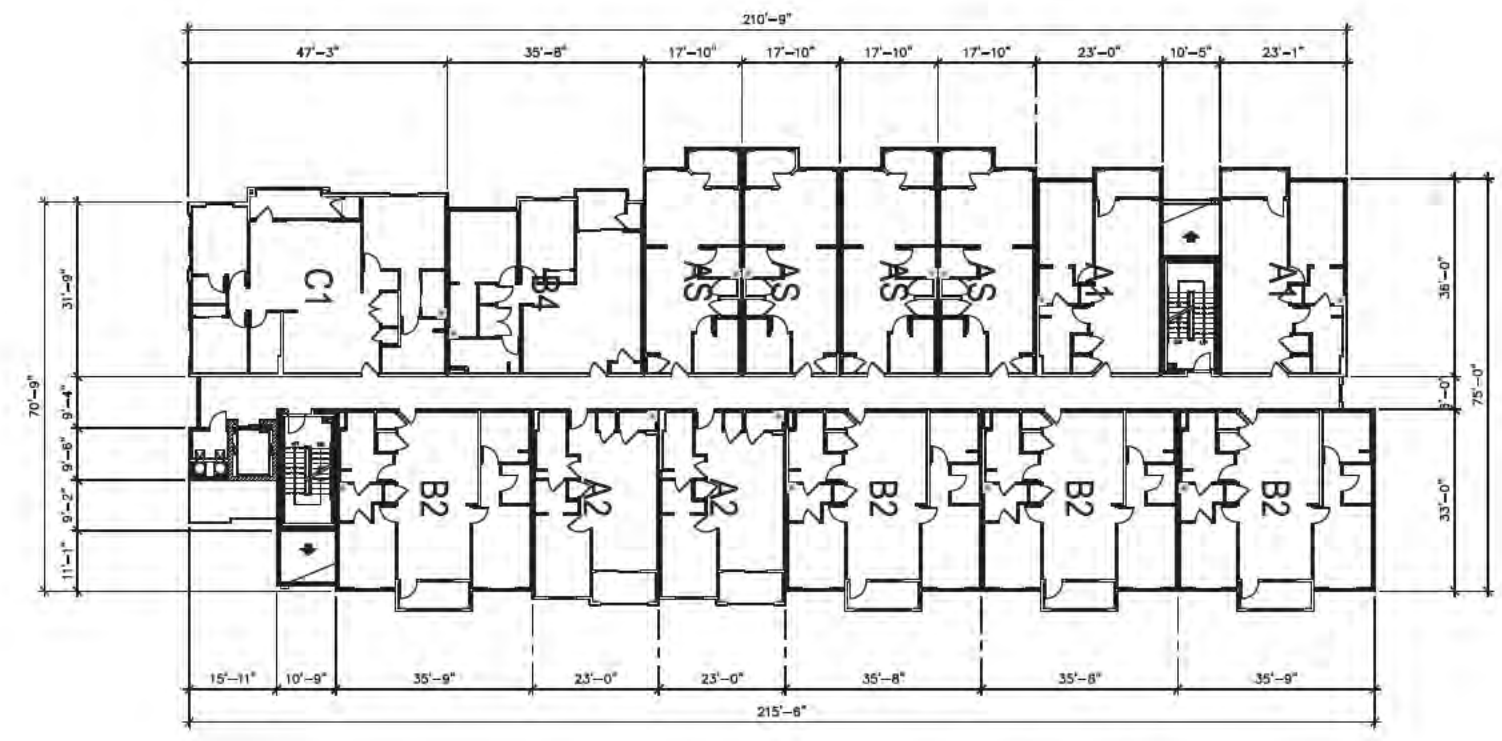 210'-9"
47'-3" 35'-8" 17'-10" 17'-10" 17'-10" 17'-10" 23'-0" 10'-5" 23'-1"
C1 B4 AS AS AS AS A1 A1
31'-9" 36'-0"
70'-9" 9'-4" 6'-0" 75'-0"
9'-6"
9'-2" 33'-0"
11'-1"
B2 A2 A2 B2 B2 B2
15'-11" 10'-9" 35'-9" 23'-0" 23'-0" 35'-8" 35'-8" 35'-9"
215'-6"